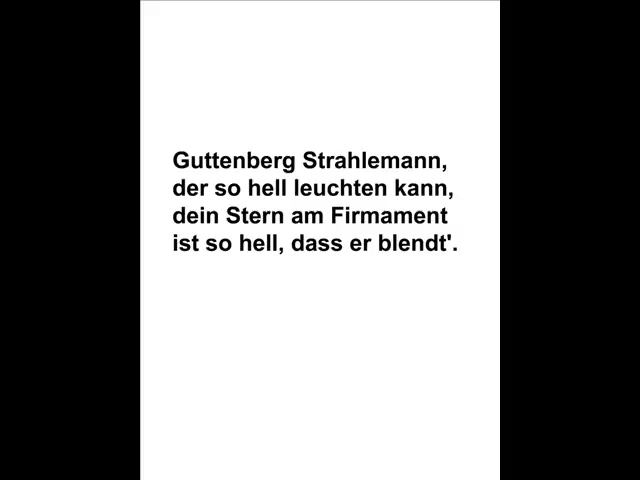 Guttenberg Strahlemann,
der so hell leuchten kann,
dein Stern am Firmament
ist so hell, dass er blendt'.